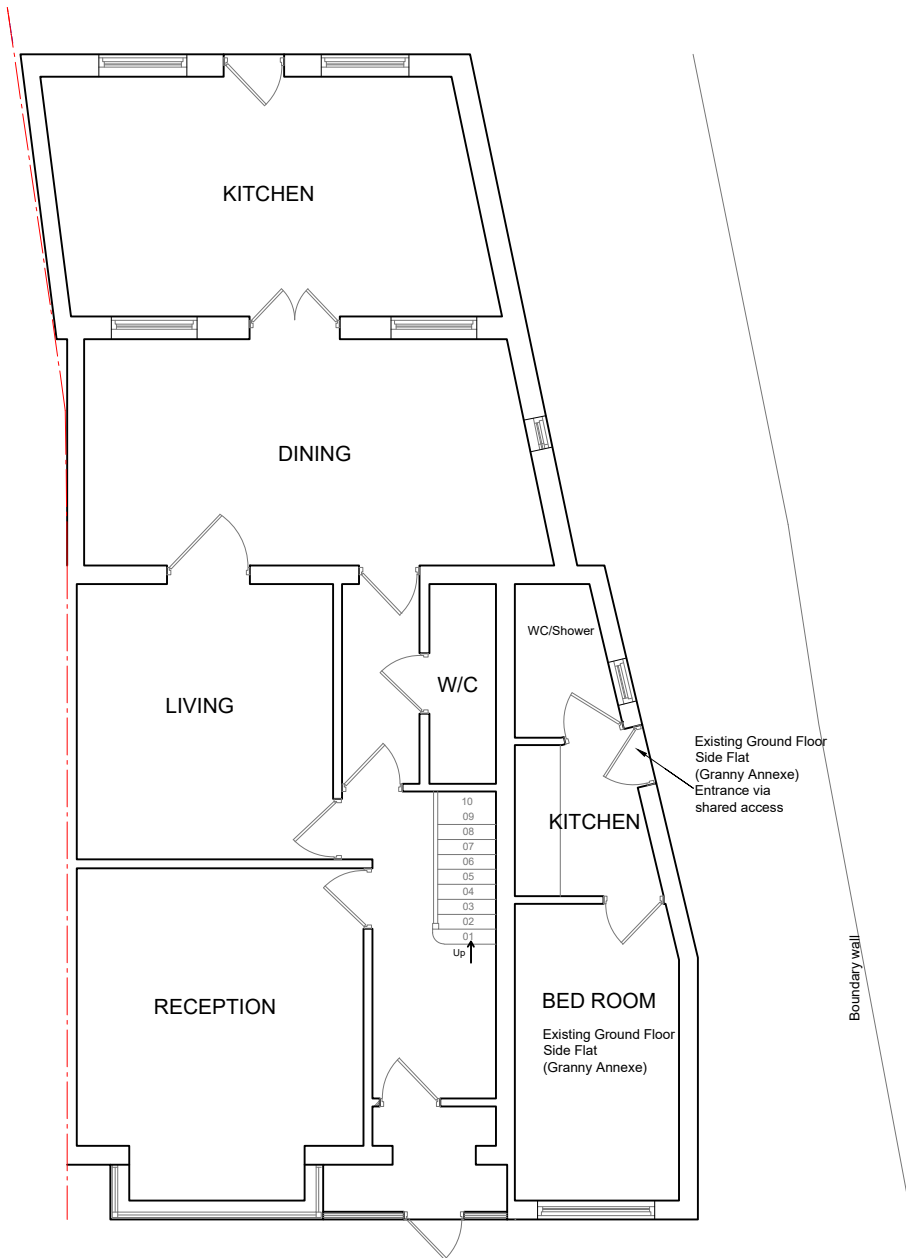 KITCHEN
DINING
WC/Shower
W/C
LIVING
Existing Ground Floor
Side Flat
(Granny Annexe)
Entrance via
shared access
KITCHEN
10
09
08
07
06
05
04
03
02
01
Up
RECEPTION
BED ROOM
Existing Ground Floor
Side Flat
(Granny Annexe)
Boundary wall